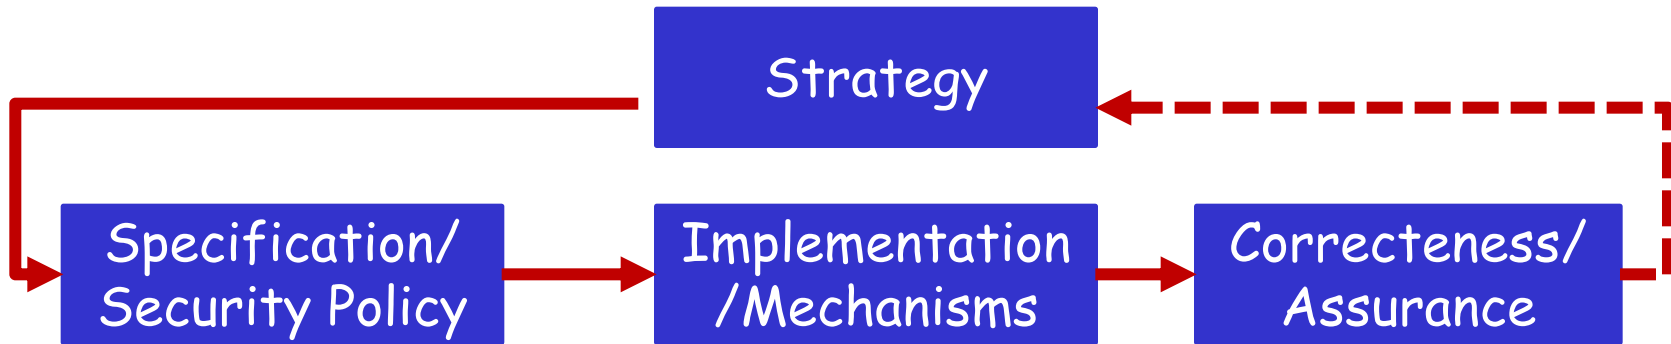 Strategy
Specification/
Security Policy
Implementation
/Mechanisms
Correcteness/
Assurance